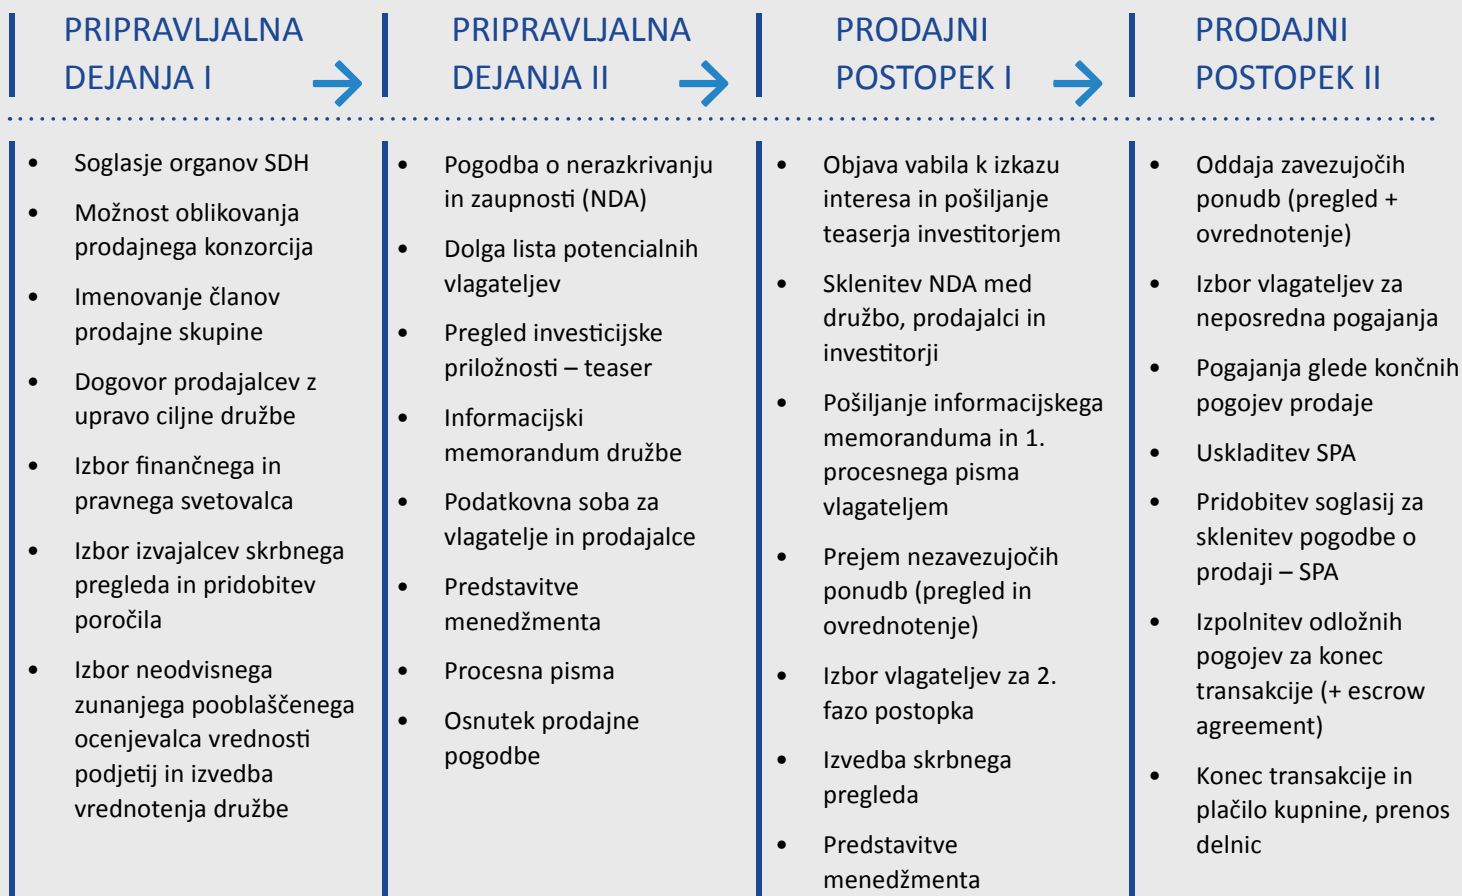 PRIPRAVLJALNA
DEJANJA I
PRIPRAVLJALNA
DEJANJA II
PRODAJNI
POSTOPEK I
PRODAJNI
POSTOPEK II
• Soglasje organov SDH
• Možnost oblikovanja
prodajnega konzorcija
• Imenovanje članov
prodajne skupine
• Dogovor prodajalcev z
upravo ciljne družbe
• Izbor finančnega in
pravnega svetovalca
• Izbor izvajalcev skrbnega
pregleda in pridobitev
poročila
• Izbor neodvisnega
zunanjega pooblaščenega
ocenjevalca vrednosti
podjetij in izvedba
vrednotenja družbe
• Pogodba o nerazkrivanju
in zaupnosti (NDA)
• Dolga lista potencialnih
vlagateljev
• Pregled investicijske
priložnosti – teaser
• Informacijski
memorandum družbe
• Podatkovna soba za
vlagatelje in prodajalce
• Predstavitve
menedžmenta
• Procesna pisma
• Osnutek prodajne
pogodbe
• Objava vabila k izkazu
interesa in pošiljanje
teaserja investitorjem
• Sklenitev NDA med
družbo, prodajalci in
investitorji
• Pošiljanje informacijskega
memoranduma in 1.
procesnega pisma
vlagateljem
• Prejem nezavezujočih
ponudb (pregled in
ovrednotenje)
• Izbor vlagateljev za 2.
fazo postopka
• Izvedba skrbnega
pregleda
• Predstavitve
menedžmenta
• Oddaja zavezujočih
ponudb (pregled +
ovrednotenje)
• Izbor vlagateljev za
neposredna pogajanja
• Pogajanja glede končnih
pogojev prodaje
• Uskladitev SPA
• Pridobitev soglasij za
sklenitev pogodbe o
prodaji – SPA
• Izpolnitev odložnih
pogojev za konec
transakcije (+ escrow
agreement)
• Konec transakcije in
plačilo kupnine, prenos
delnic